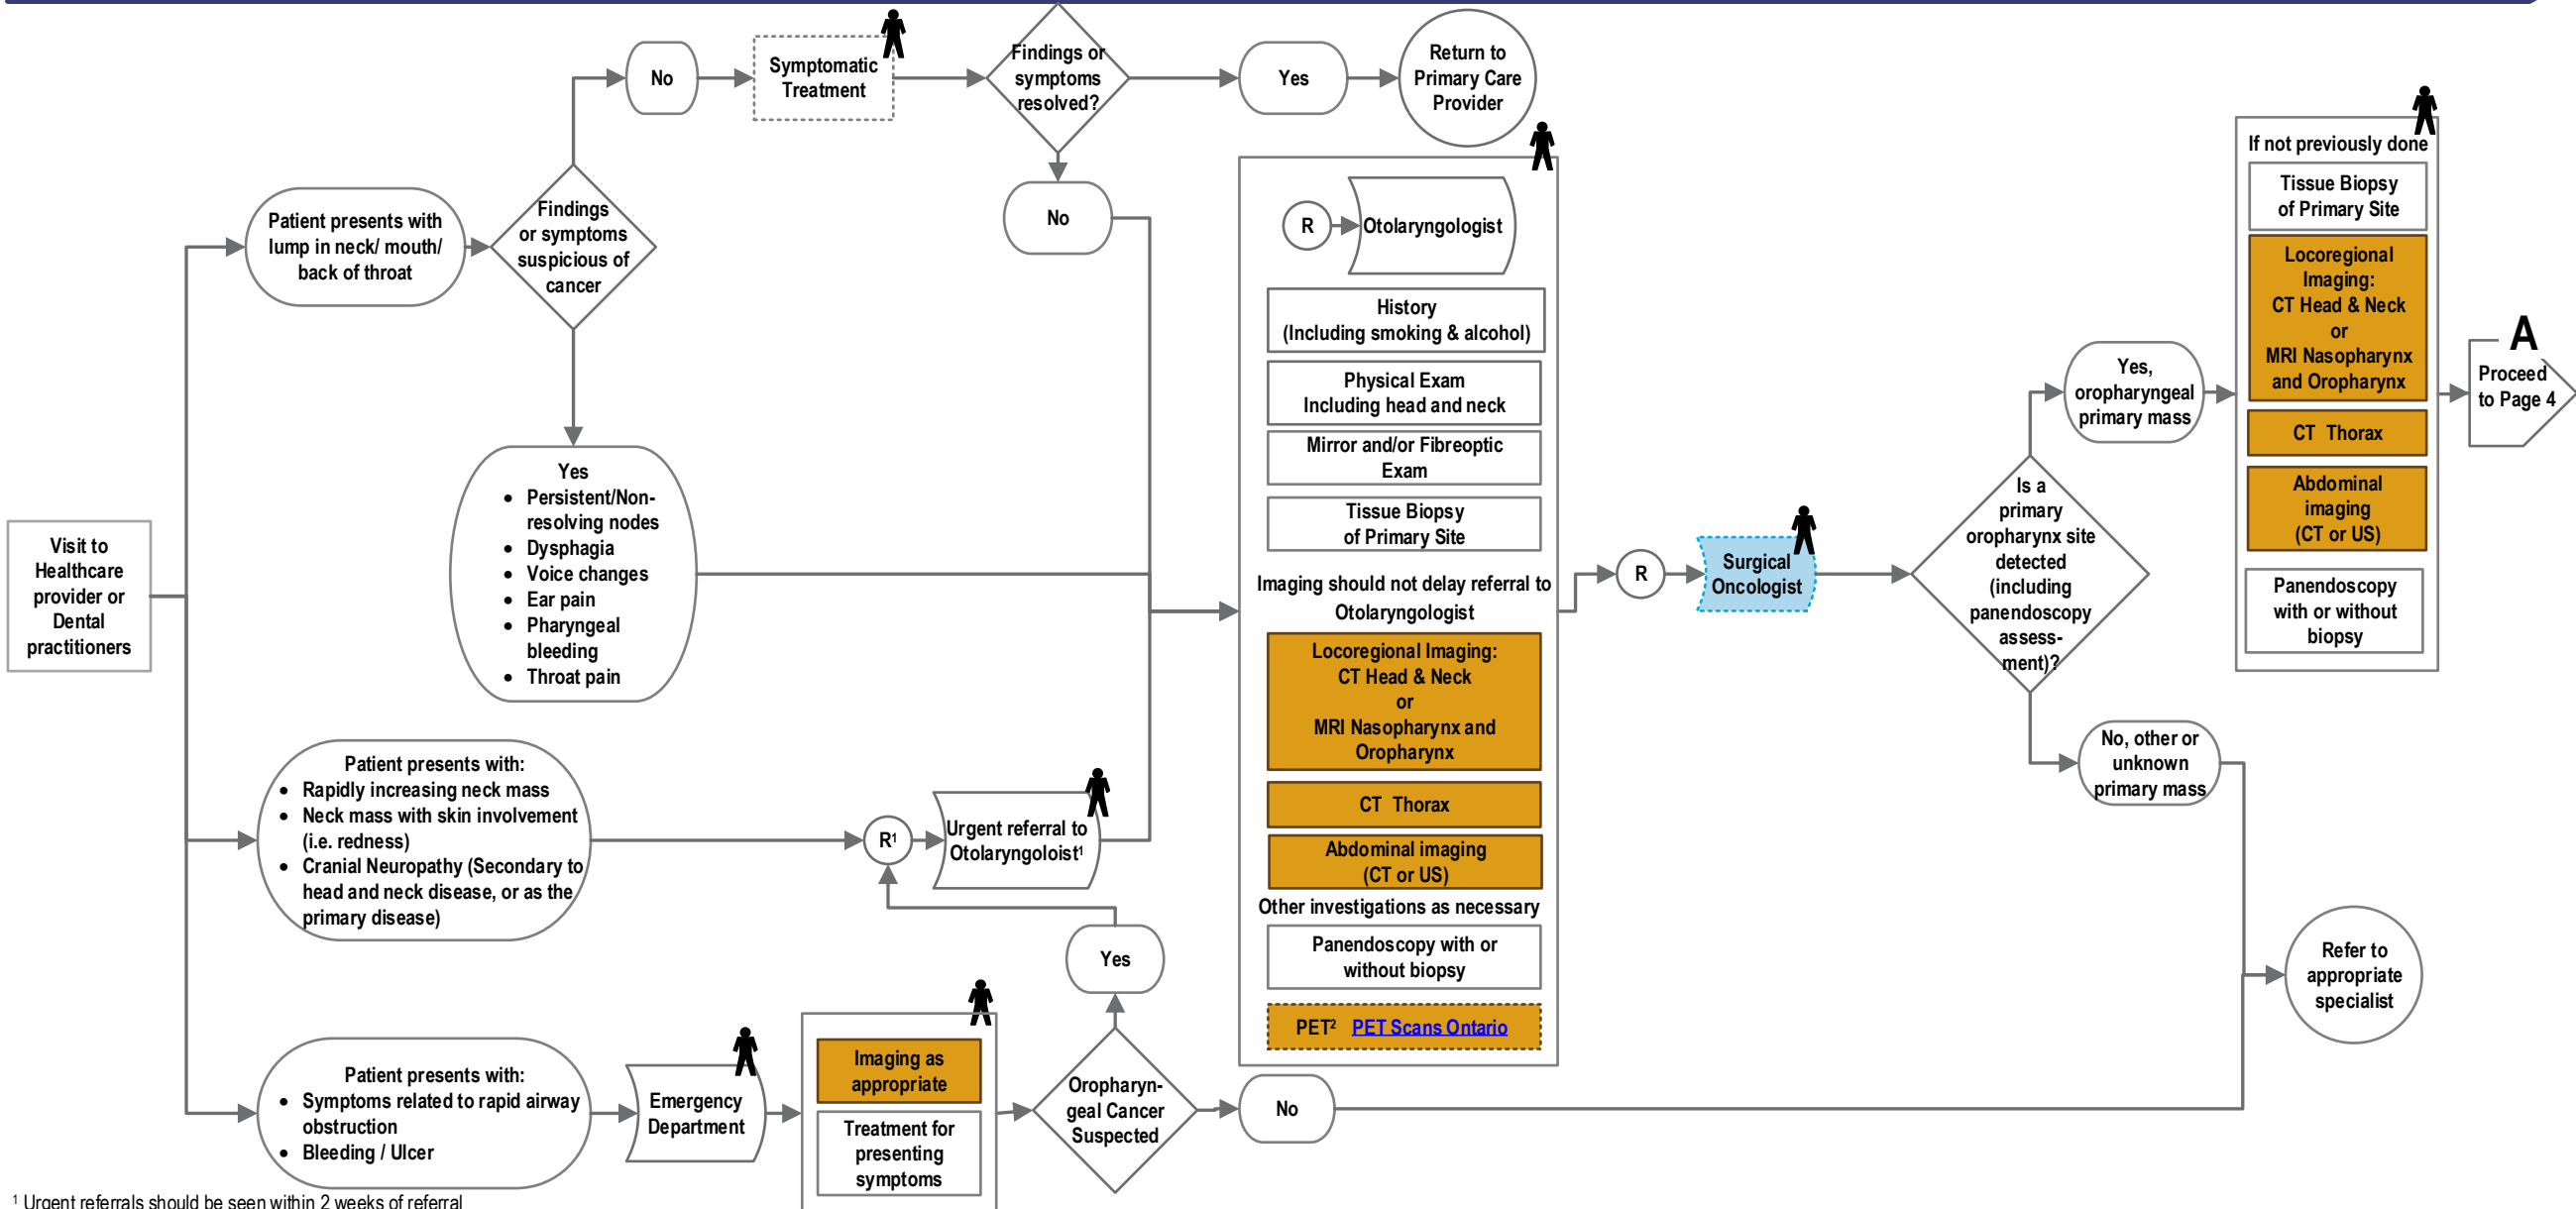 Visit to
Healthcare
provider or
Dental
practitioners
Patient presents with
lump in neck/ mouth/
back of throat
Findings
or symptoms
suspicious of
cancer
No
Symptomatic
Treatment
Findings or
symptoms
resolved?
Yes
Return to
Primary Care
Provider
No
Yes
• Persistent/Non-
resolving nodes
• Dysphagia
• Voice changes
• Ear pain
• Pharyngeal
bleeding
• Throat pain
Patient presents with:
• Rapidly increasing neck mass
• Neck mass with skin involvement
(i.e. redness)
• Cranial Neuropathy (Secondary to
head and neck disease, or as the
primary disease)
R¹
Urgent referral to
Otolaryngoloist¹
Patient presents with:
• Symptoms related to rapid airway
obstruction
• Bleeding / Ulcer
Emergency
Department
Imaging as
appropriate
Treatment for
presenting
symptoms
Oropharyn-
geal Cancer
Suspected
Yes
No
R
Otolaryngologist
History
(Including smoking & alcohol)
Physical Exam
Including head and neck
Mirror and/or Fibreoptic
Exam
Tissue Biopsy
of Primary Site
Imaging should not delay referral to
Otolaryngologist
Locoregional Imaging:
CT Head & Neck
or
MRI Nasopharynx and
Oropharynx
CT Thorax
Abdominal imaging
(CT or US)
Other investigations as necessary
Panendoscopy with or
without biopsy
PET² PET Scans Ontario
R
Surgical
Oncologist
Is a
primary
oropharynx site
detected
(including
panendoscopy
assess-
ment)?
Yes,
oropharyngeal
primary mass
If not previously done
Tissue Biopsy
of Primary Site
Locoregional
Imaging:
CT Head & Neck
or
MRI Nasopharynx
and Oropharynx
CT Thorax
Abdominal
imaging
(CT or US)
Panendoscopy
with or without
biopsy
A
Proceed
to Page 4
No, other or
unknown
primary mass
Refer to
appropriate
specialist
¹ Urgent referrals should be seen within 2 weeks of referral